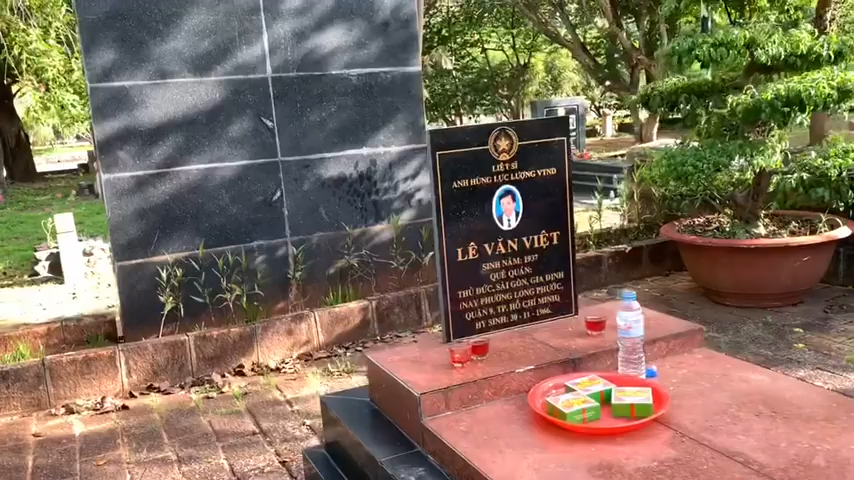 LIỆT SĨ
ANH HÙNG LỰC LƯỢNG VTND
LÊ VĂN VIỆT
SINH NĂM: 1937
QUÊ QUÁN:
THỦ ĐỨC, SÀI GÒN, GIA ĐỊNH
(NAY PHƯỜNG LONG PHƯỚC
QUẬN 9, TP. HỒ CHÍ MINH)
HY SINH: 30-11-1966